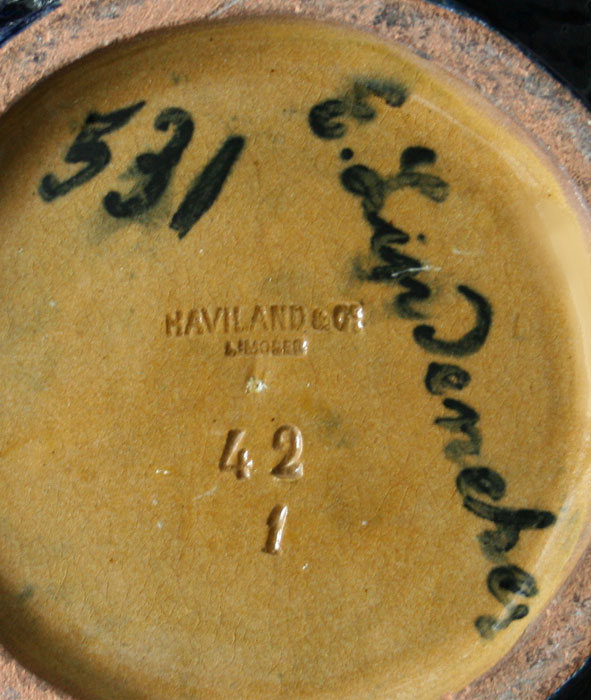 531
E. Lindeneher
HAVILAND & Cº
LIMOGES
42
1